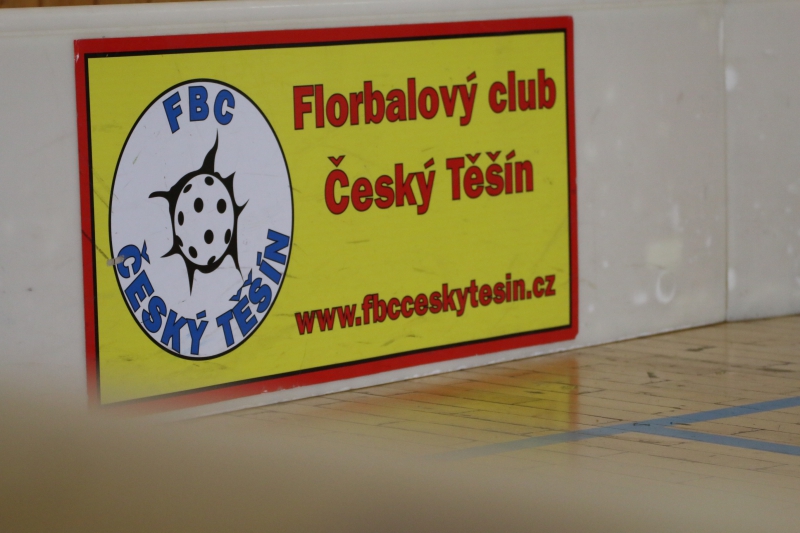 FBC
ČESKÝ TĚŠÍN
Florbalový club
Český Těšín
www.fbcceskytesin.cz